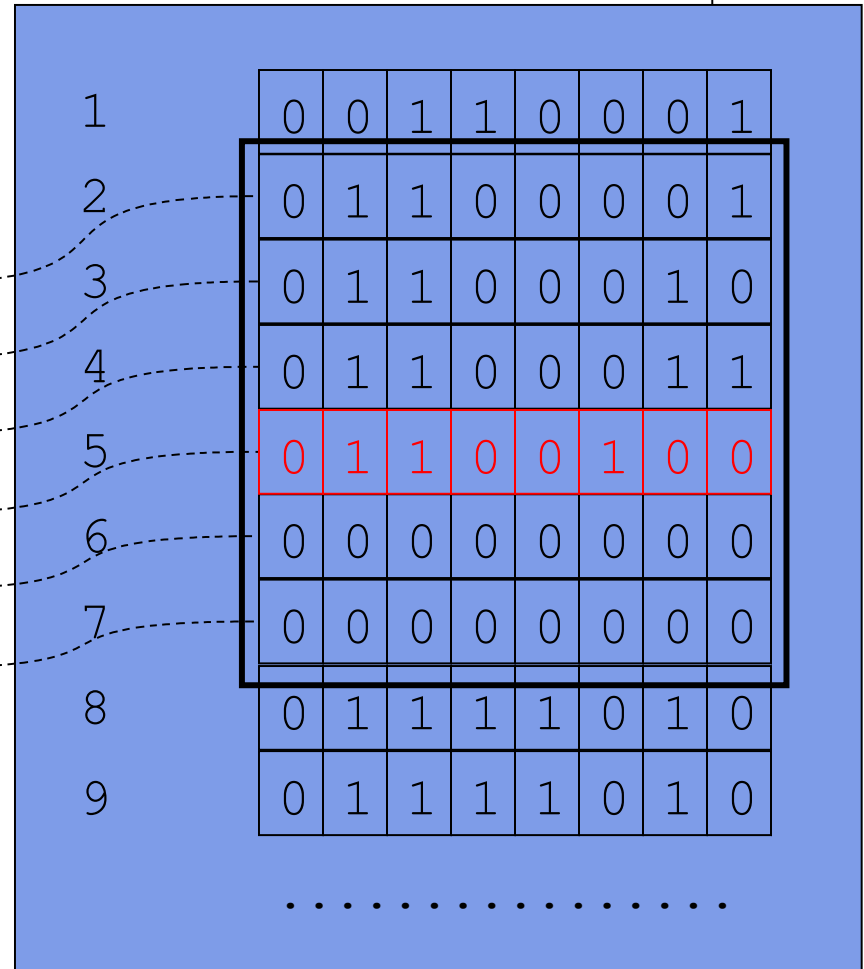 1 0 0 1 1 0 0 0 1
2 0 1 1 0 0 0 0 1
3 0 1 1 0 0 0 1 0
4 0 1 1 0 0 0 1 1
5 0 1 1 0 0 1 0 0
6 0 0 0 0 0 0 0 0
7 0 0 0 0 0 0 0 0
8 0 1 1 1 1 0 1 0
9 0 1 1 1 1 0 1 0
. . . . . . . . . . . . . . . .